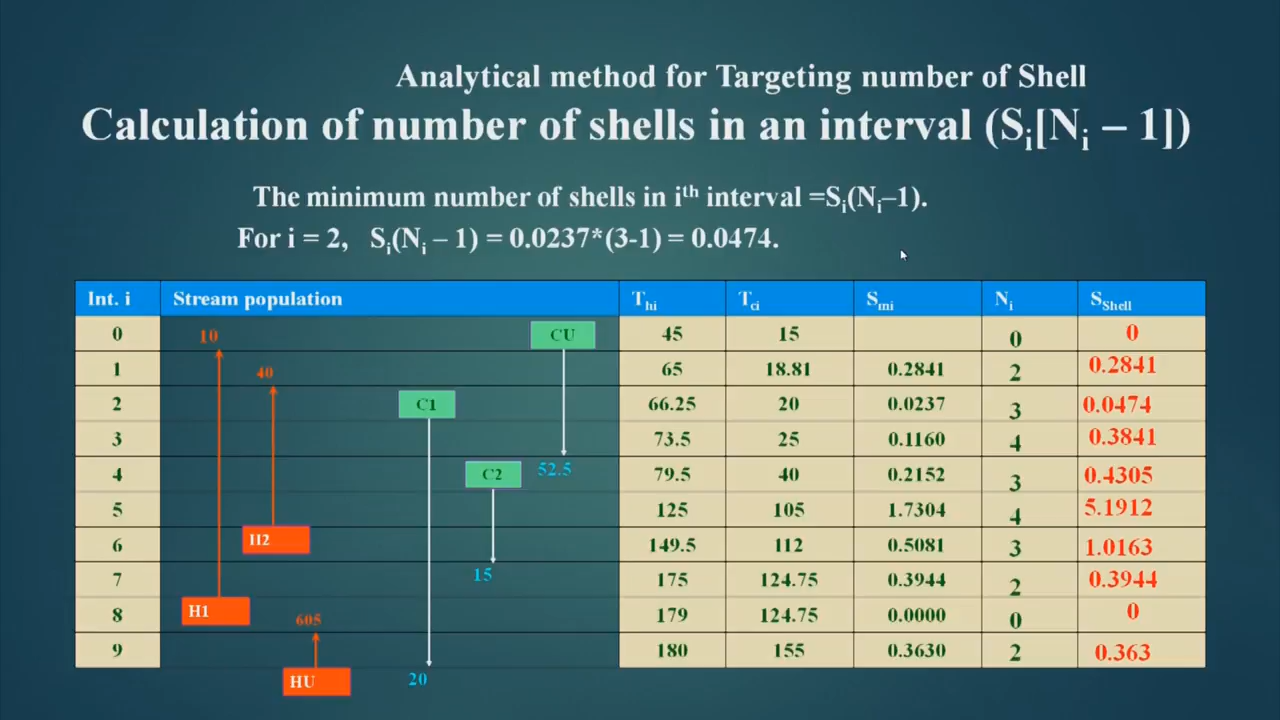 Analytical method for Targeting number of Shell
Calculation of number of shells in an interval (Si[Ni – 1])
The minimum number of shells in ith interval =Si(Ni–1).
For i = 2, Si(Ni – 1) = 0.0237*(3-1) = 0.0474.
Int. i Stream population Thi Tci Smi Ni SShell
0 10 CU 45 15 0 0
1 40 65 18.81 0.2841 2 0.2841
2 C1 66.25 20 0.0237 3 0.0474
3 73.5 25 0.1160 4 0.3841
4 C2 52.5 79.5 40 0.2152 3 0.4305
5 125 105 1.7304 4 5.1912
6 H2 149.5 112 0.5081 3 1.0163
7 15 175 124.75 0.3944 2 0.3944
8 H1 605 179 124.75 0.0000 0 0
9 180 155 0.3630 2 0.363
HU 20